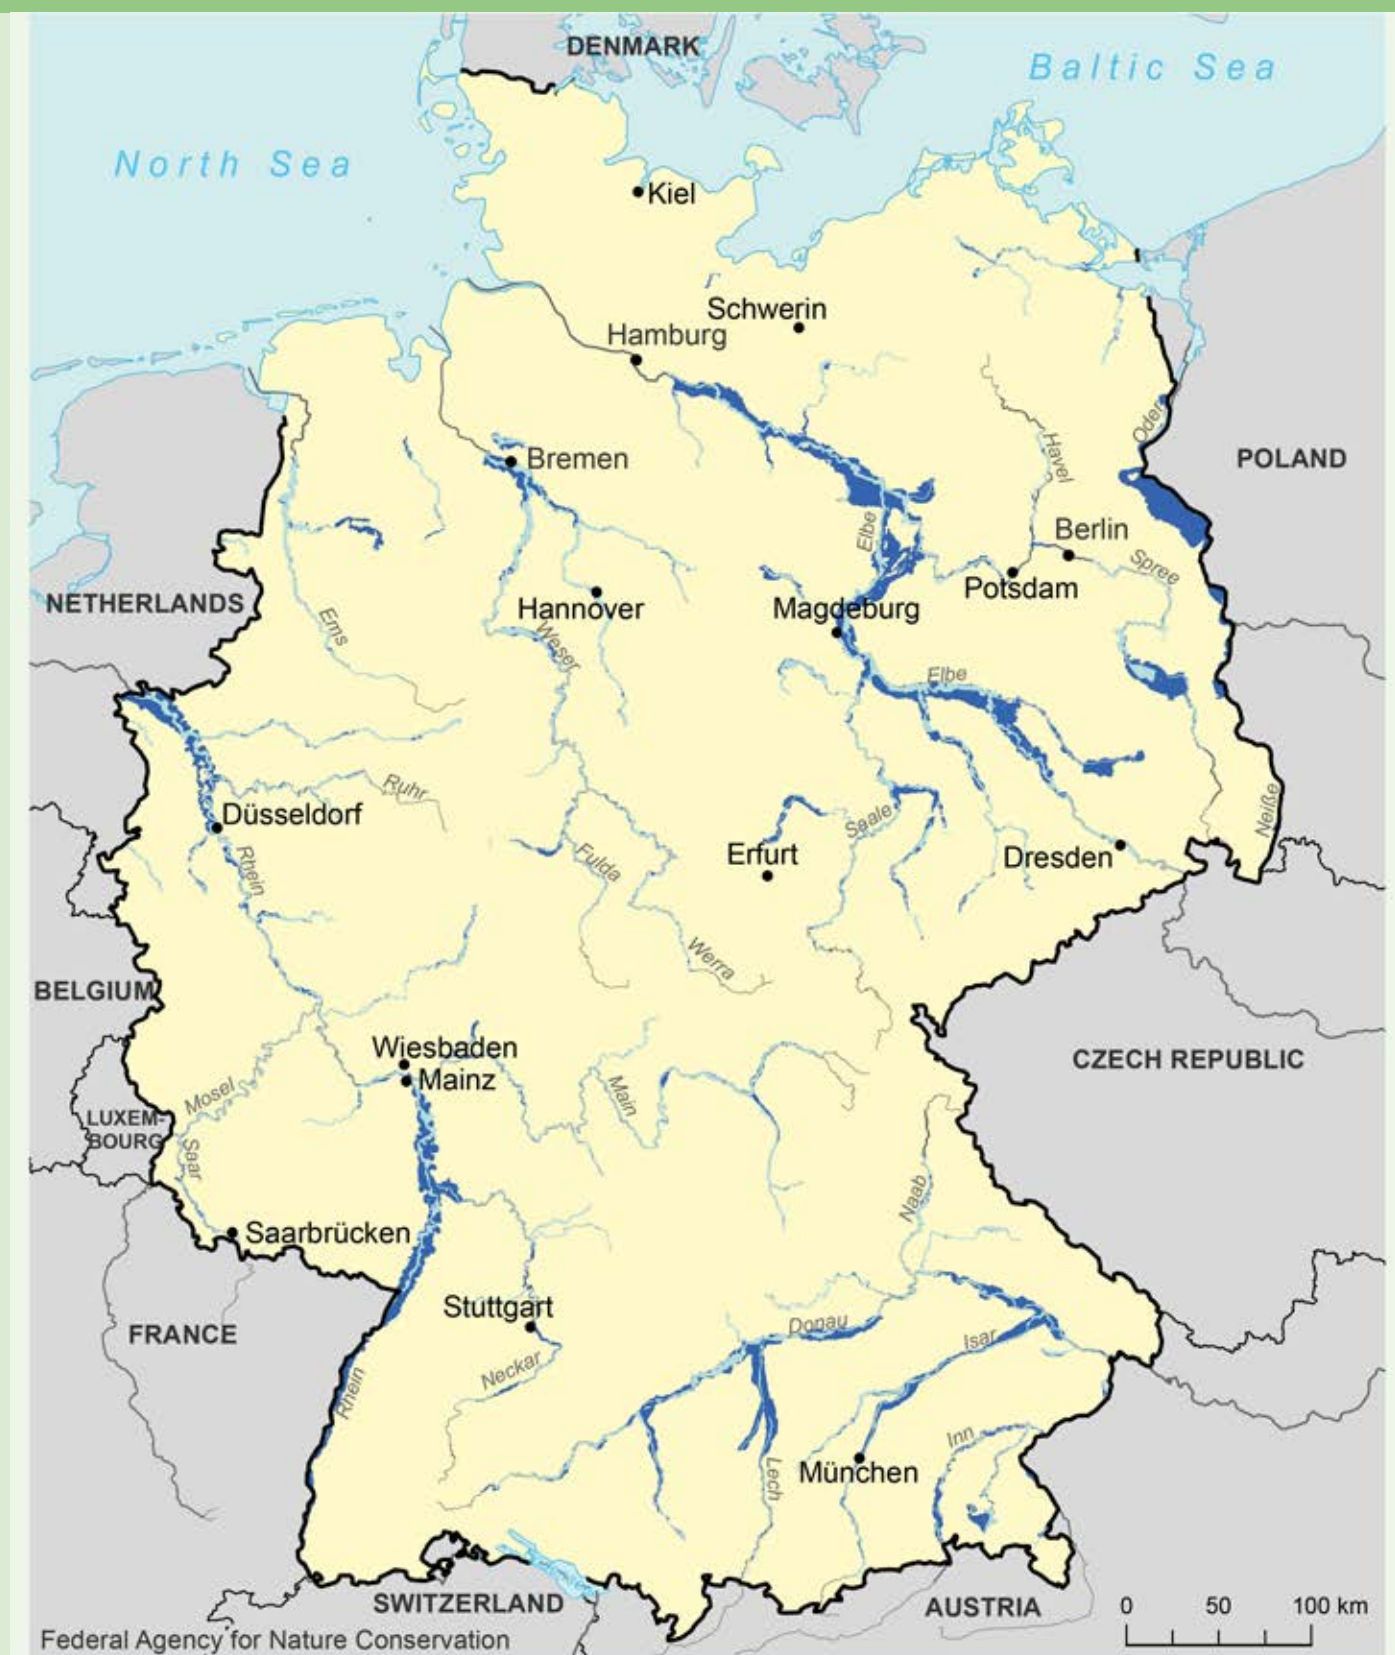 DENMARK
Baltic Sea
North Sea
Kiel
Schwerin
Hamburg
Oder
Havel
Bremen
POLAND
Elbe
Berlin
Spree
Potsdam
NETHERLANDS
Hannover
Magdeburg
Ems
Weser
Elbe
Ruhr
Düsseldorf
Neiße
Saale
Erfurt
Dresden
Fulda
Rhein
Werra
BELGIUM
Wiesbaden
Mainz
CZECH REPUBLIC
Mosel
Main
LUXEM-
BOURG
Saar
Naab
Saarbrücken
Stuttgart
Donau
FRANCE
Isar
Neckar
Rhein
Inn
München
Lech
SWITZERLAND
AUSTRIA
0 50 100 km
Federal Agency for Nature Conservation